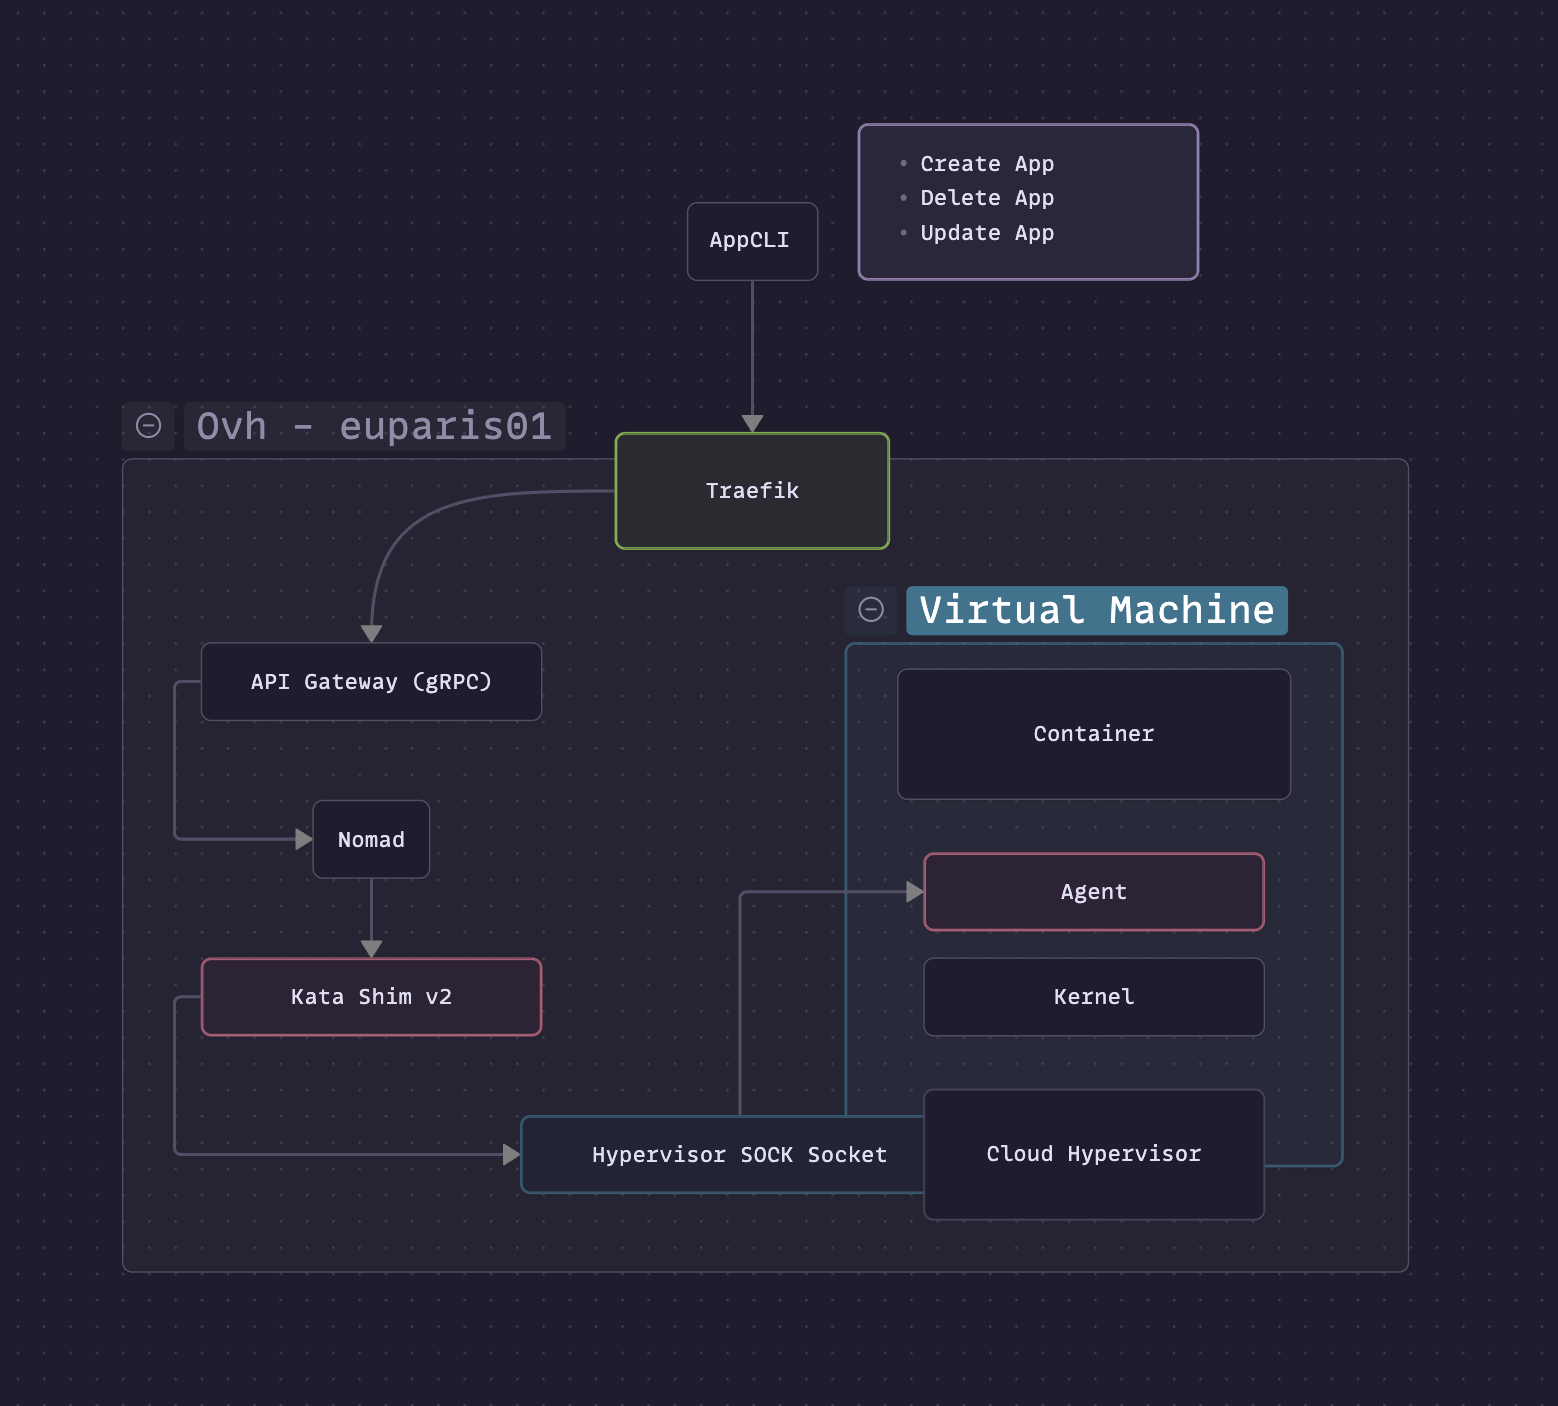 Create App
Delete App
Update App
AppCLI
Ovh - euparis01
Traefik
Virtual Machine
API Gateway (gRPC)
Container
Nomad
Agent
Kata Shim v2
Kernel
Hypervisor SOCK Socket
Cloud Hypervisor